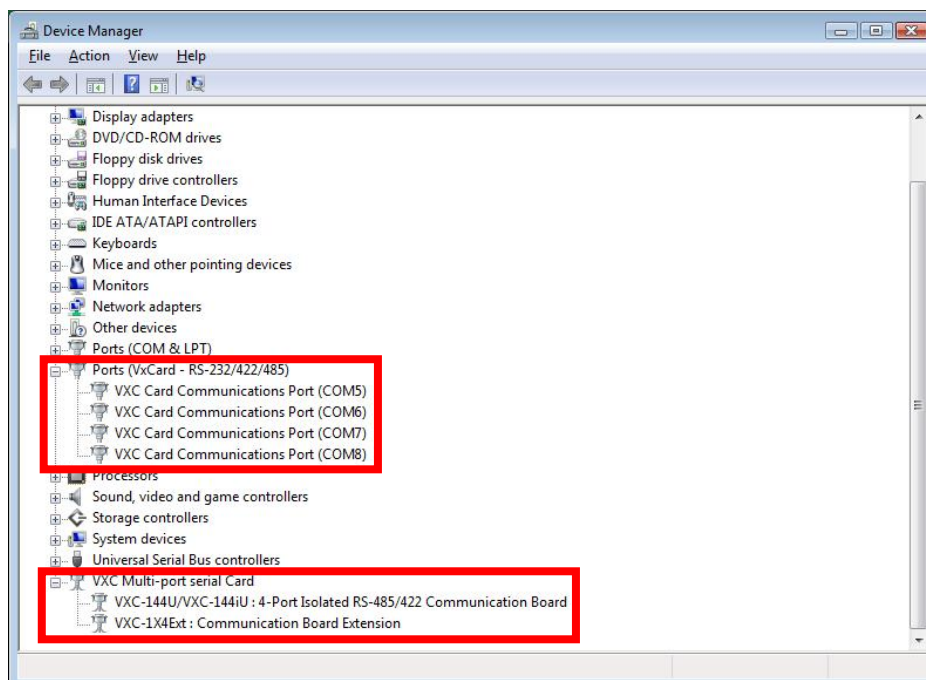 Device Manager
File Action View Help
Display adapters
DVD/CD-ROM drives
Floppy disk drives
Floppy drive controllers
Human Interface Devices
IDE ATA/ATAPI controllers
Keyboards
Mice and other pointing devices
Monitors
Network adapters
Other devices
Ports (COM & LPT)
Ports (VxCard - RS-232/422/485)
VXC Card Communications Port (COM5)
VXC Card Communications Port (COM6)
VXC Card Communications Port (COM7)
VXC Card Communications Port (COM8)
Processors
Sound, video and game controllers
Storage controllers
System devices
Universal Serial Bus controllers
VXC Multi-port serial Card
VXC-144U/VXC-144iU : 4-Port Isolated RS-485/422 Communication Board
VXC-1X4Ext : Communication Board Extension